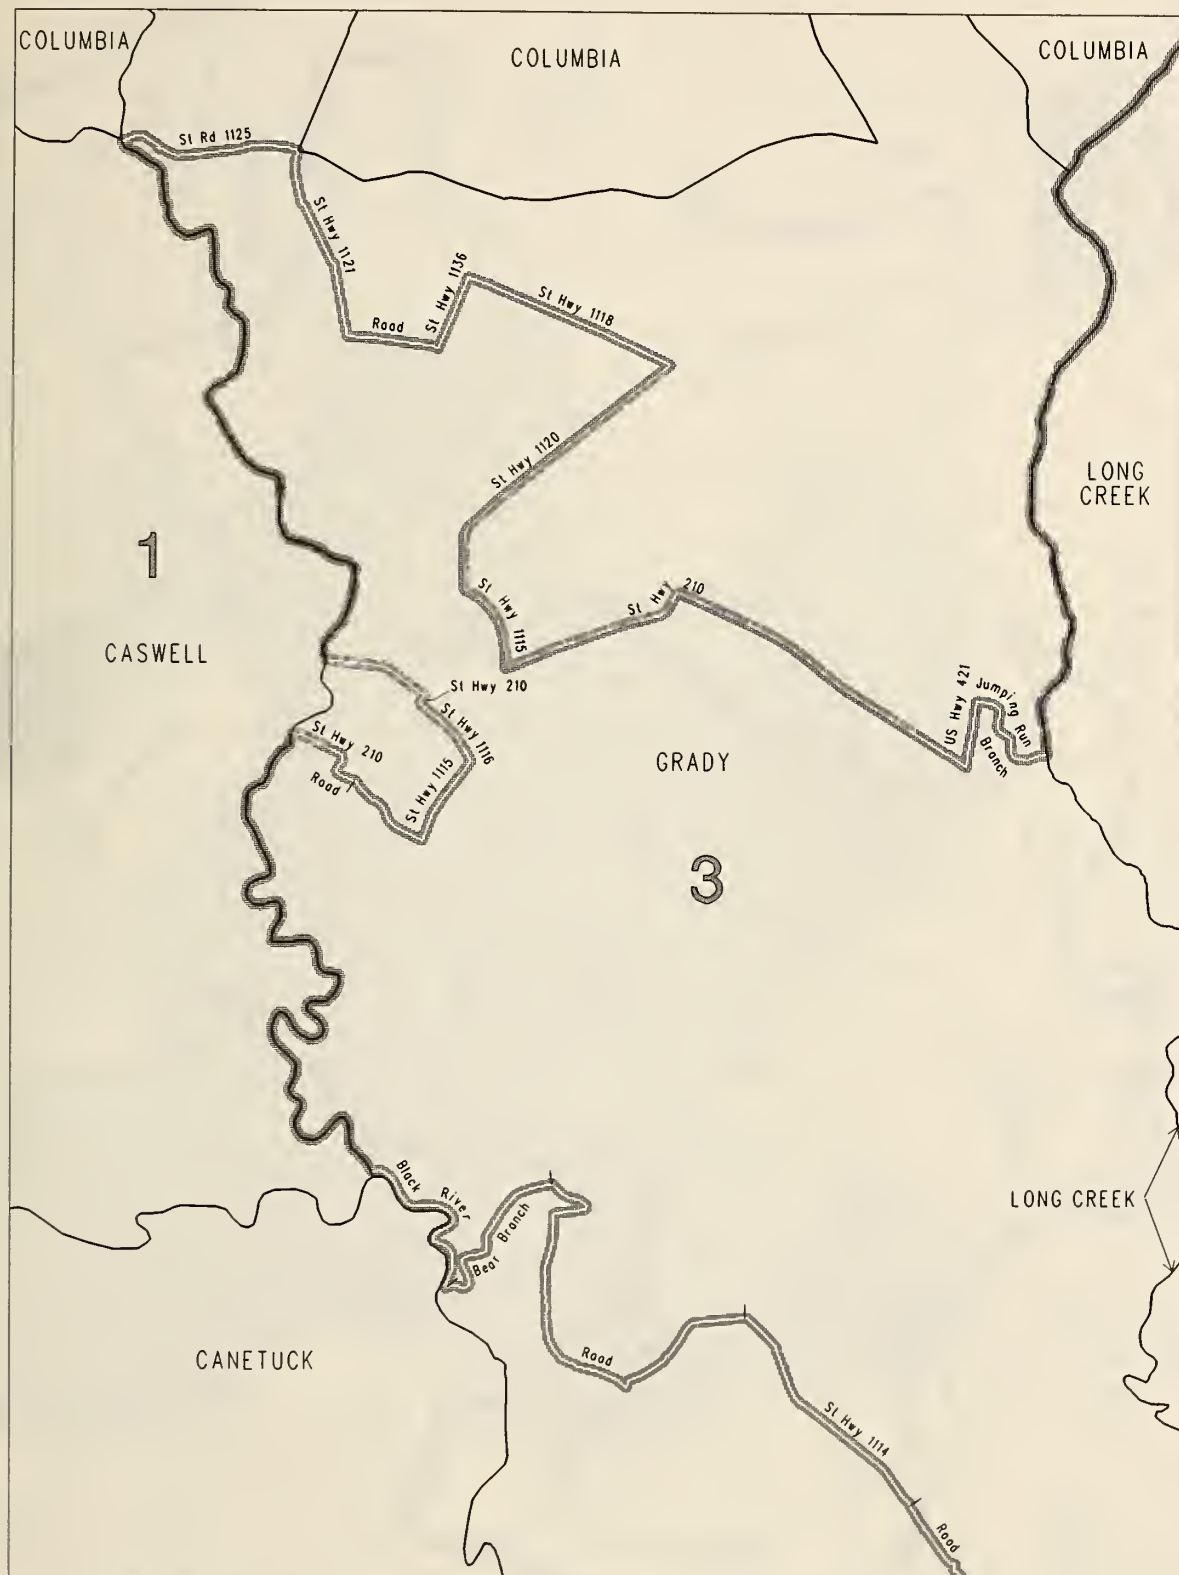 COLUMBIA
COLUMBIA
COLUMBIA
St Rd 1125
St Hwy 1121
Road
St Hwy 1136
St Hwy 1118
St Hwy 1120
LONG
CREEK
1
CASWELL
St Hwy 1115
St Hwy 210
St Hwy 210
St Hwy 1116
St Hwy 210
Road
St Hwy 1115
US Hwy 421
Jumping Run
Branch
GRADY
3
Black River
Bear Branch
LONG CREEK
CANETUCK
Road
St Hwy 1114
Road